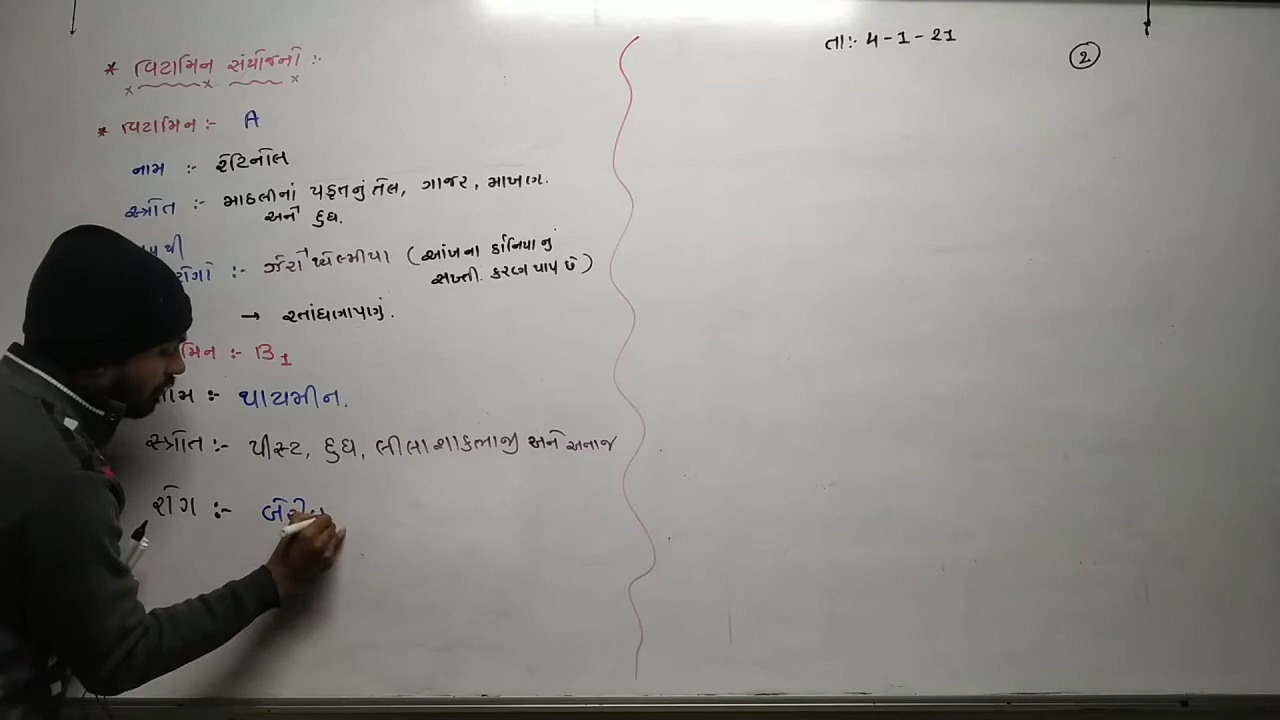 * વિટામિન સંયોજનો :-
* વિટામિન :- A
નામ :- રેટિનોલ
સ્ત્રોત :- માછલીનાં યકૃતનું તેલ, ગાજર, માખણ.
અને દુધ.
રોગો :- ઝેરોપ્થેલ્મીયા (આંખના કોર્નિયાનું
સખ્તી. કરણ થાય છે)
→ રતાંધણાપણું.
મિન :- B1
નામ :- થાયમીન.
સ્ત્રોત :- યીસ્ટ, દુધ, લીલા શાકભાજી અને અનાજ
રોગ :-
તા:- 4-1-21
2